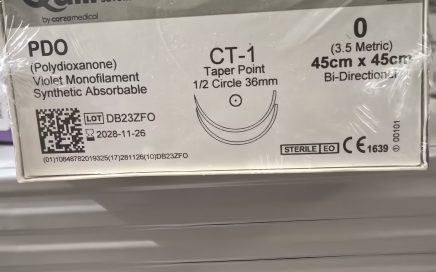 by corzamedical
PDO
(Polydioxanone)
Violet Monofilament
Synthetic Absorbable
LOT DB23ZFO
2028-11-26
(01)10848782019325(17)281126(10)DB23ZFO
CT-1
Taper Point
1/2 Circle 36mm
0
(3.5 Metric)
45cm x 45cm
Bi-Directional
STERILE EO CE 1639
00101